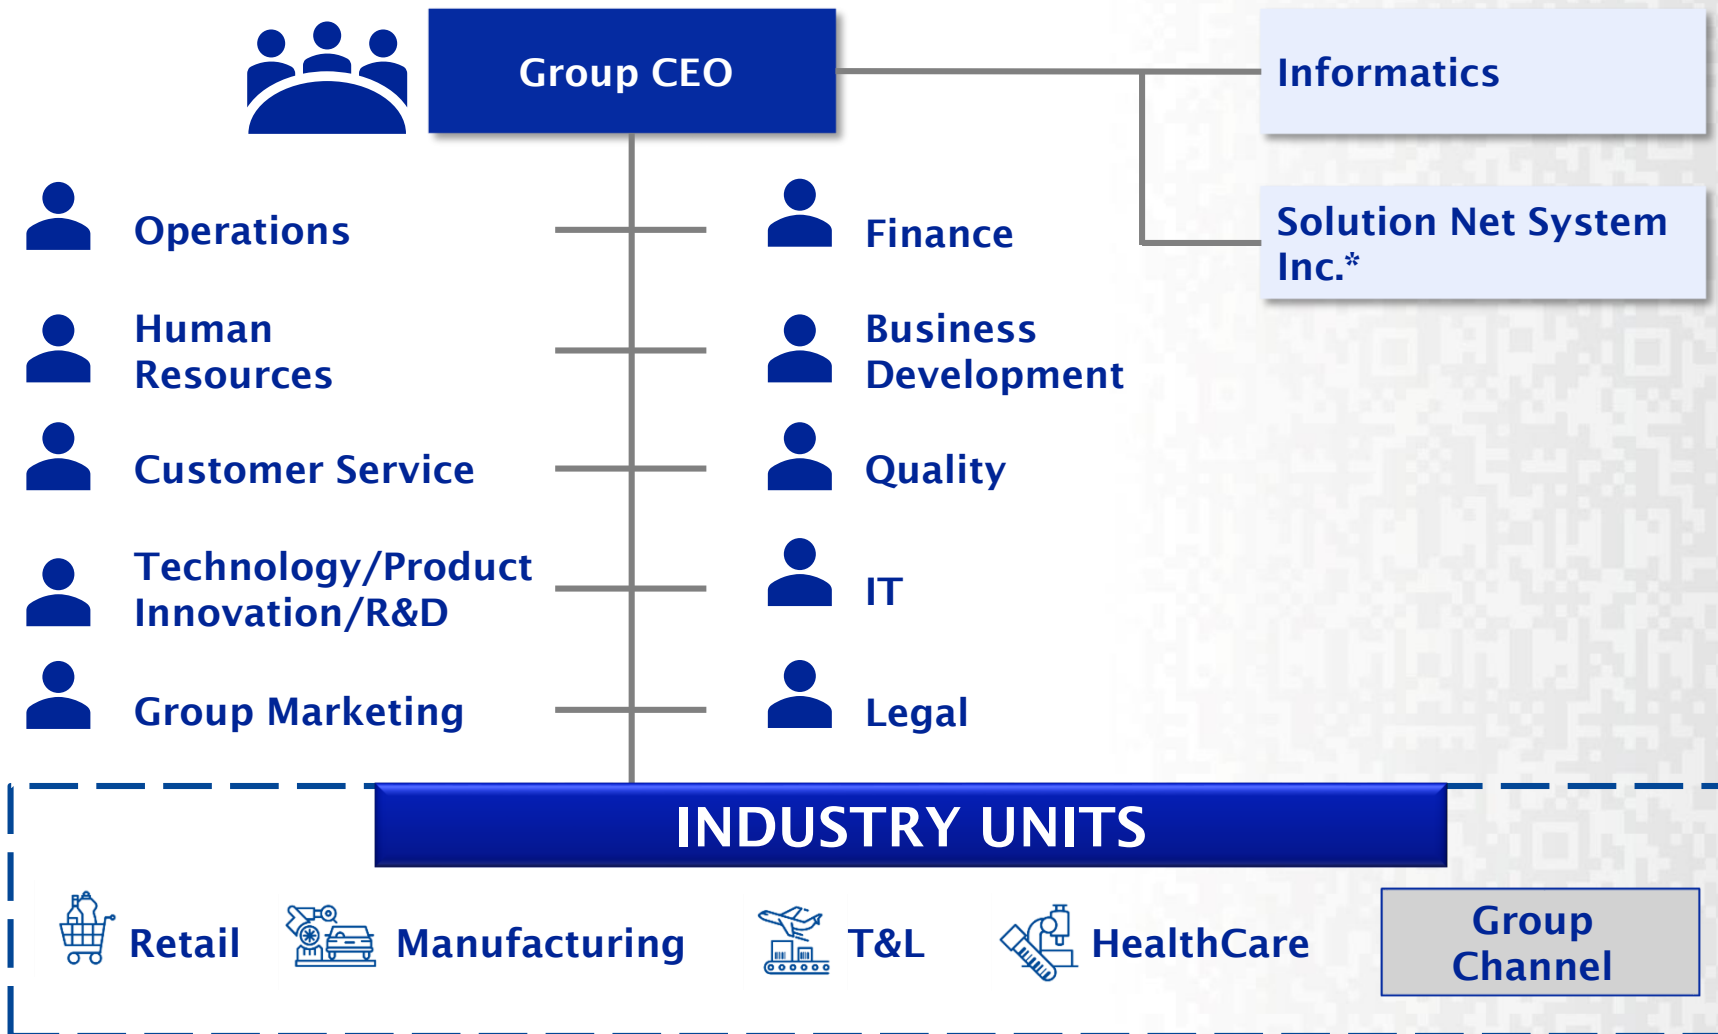 Group CEO
Informatics
Solution Net System
Inc.*
Operations
Finance
Human
Resources
Business
Development
Customer Service
Quality
Technology/Product
Innovation/R&D
IT
Group Marketing
Legal
INDUSTRY UNITS
Retail
Manufacturing
T&L
HealthCare
Group
Channel